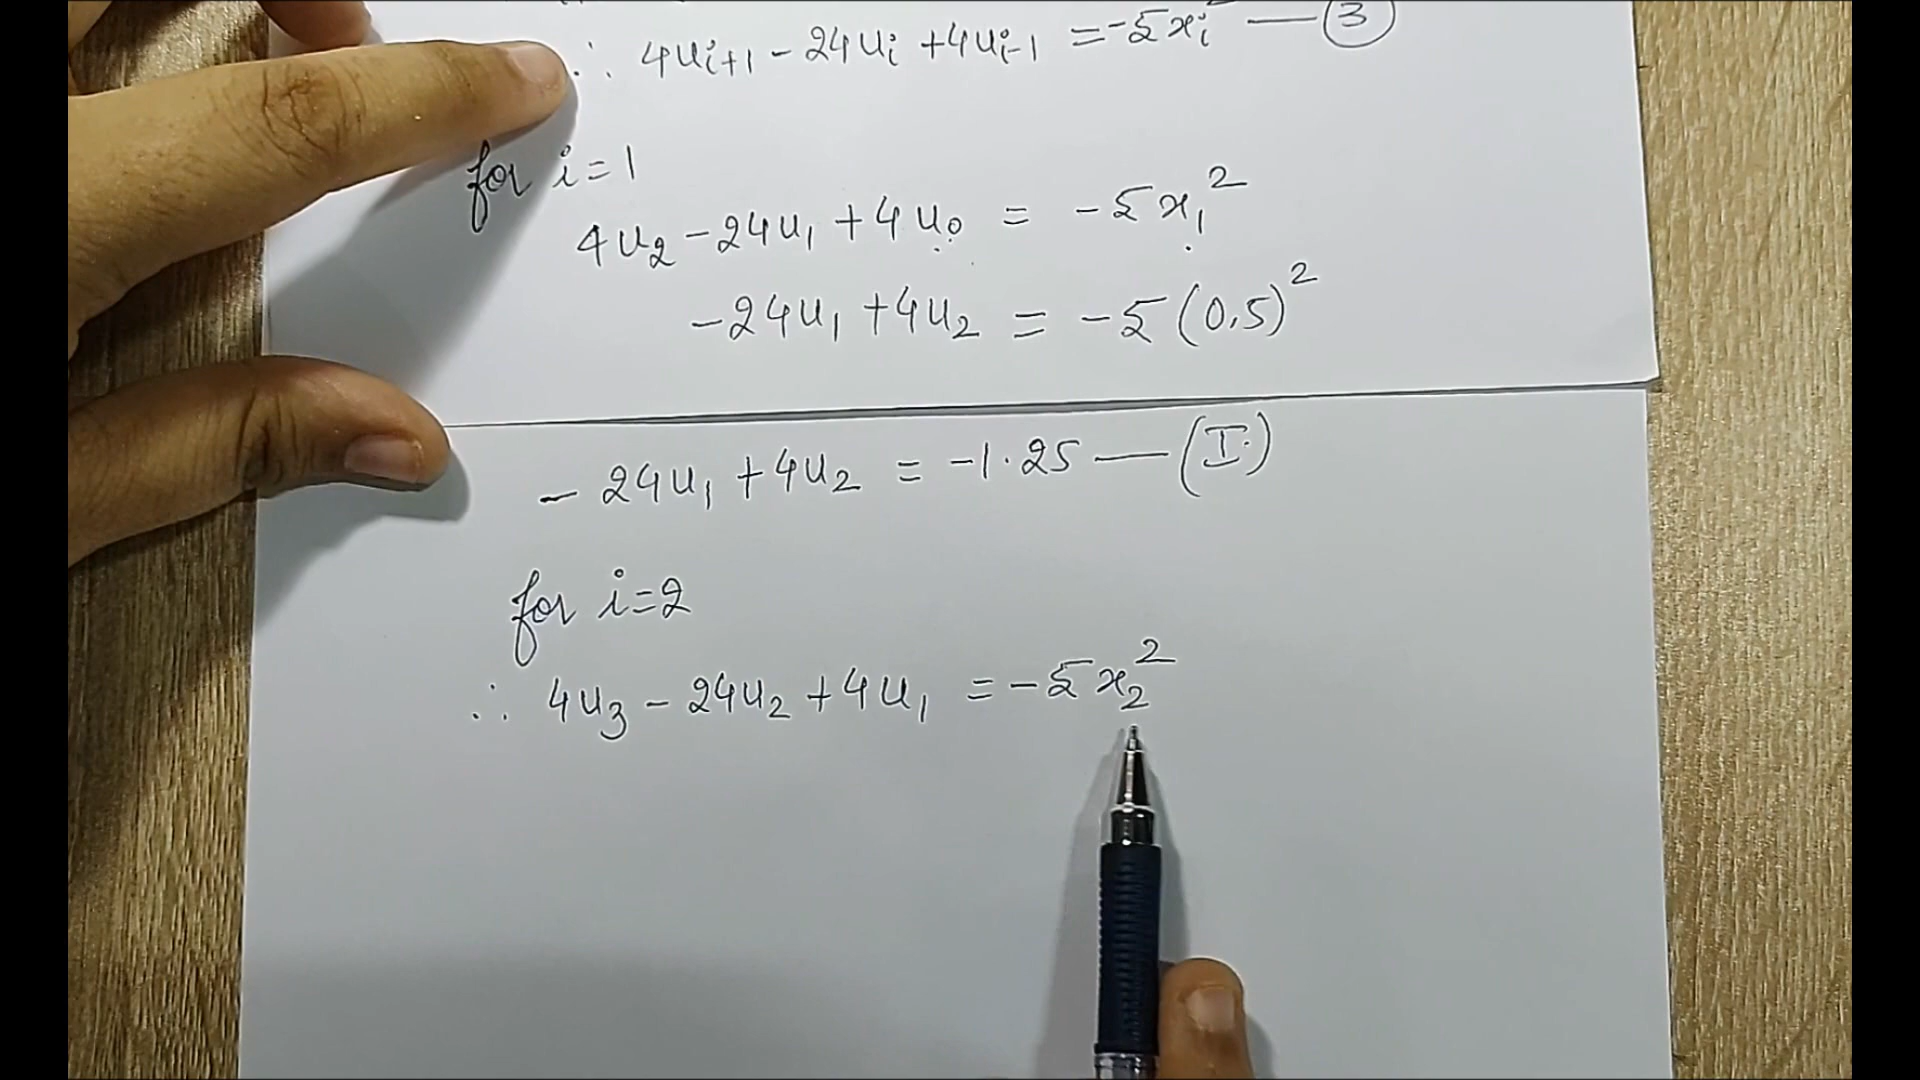 ∴ 4u_{i+1} - 24u_i + 4u_{i-1} = -5x_i^2 — (3)
for i=1
4u_2 - 24u_1 + 4u_0 = -5x_1^2
-24u_1 + 4u_2 = -5(0.5)^2
-24u_1 + 4u_2 = -1.25 — (I)
for i=2
∴ 4u_3 - 24u_2 + 4u_1 = -5x_2^2